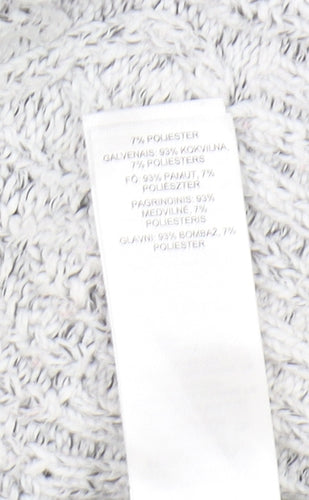 7% POLIESTER
GALVENAIS: 93% KOKVILNA,
7% POLIESTERS
FŐ: 93% PAMUT, 7%
POLIÉSZTER
PAGRINDINIS: 93%
MEDVILNĖ, 7%
POLIESTERIS
GLAVNI: 93% BOMBAŽ, 7%
POLIESTER